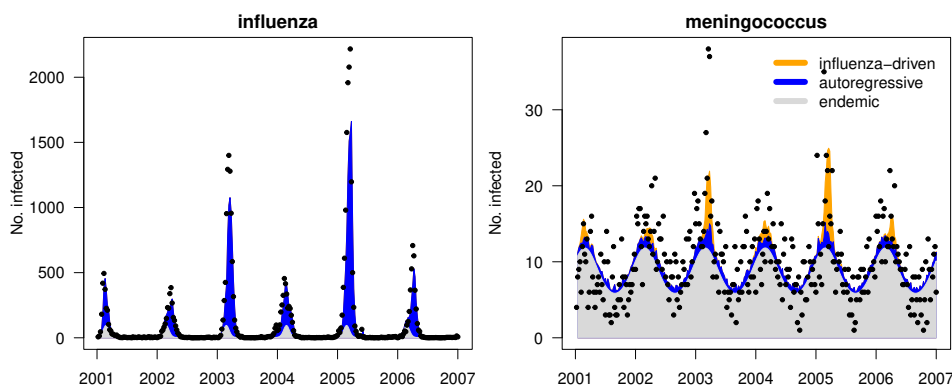 influenza
No. infected
2000
1500
1000
500
0
2001 2002 2003 2004 2005 2006 2007
meningococcus
No. infected
influenza−driven
autoregressive
endemic
30
20
10
0
2001 2002 2003 2004 2005 2006 2007